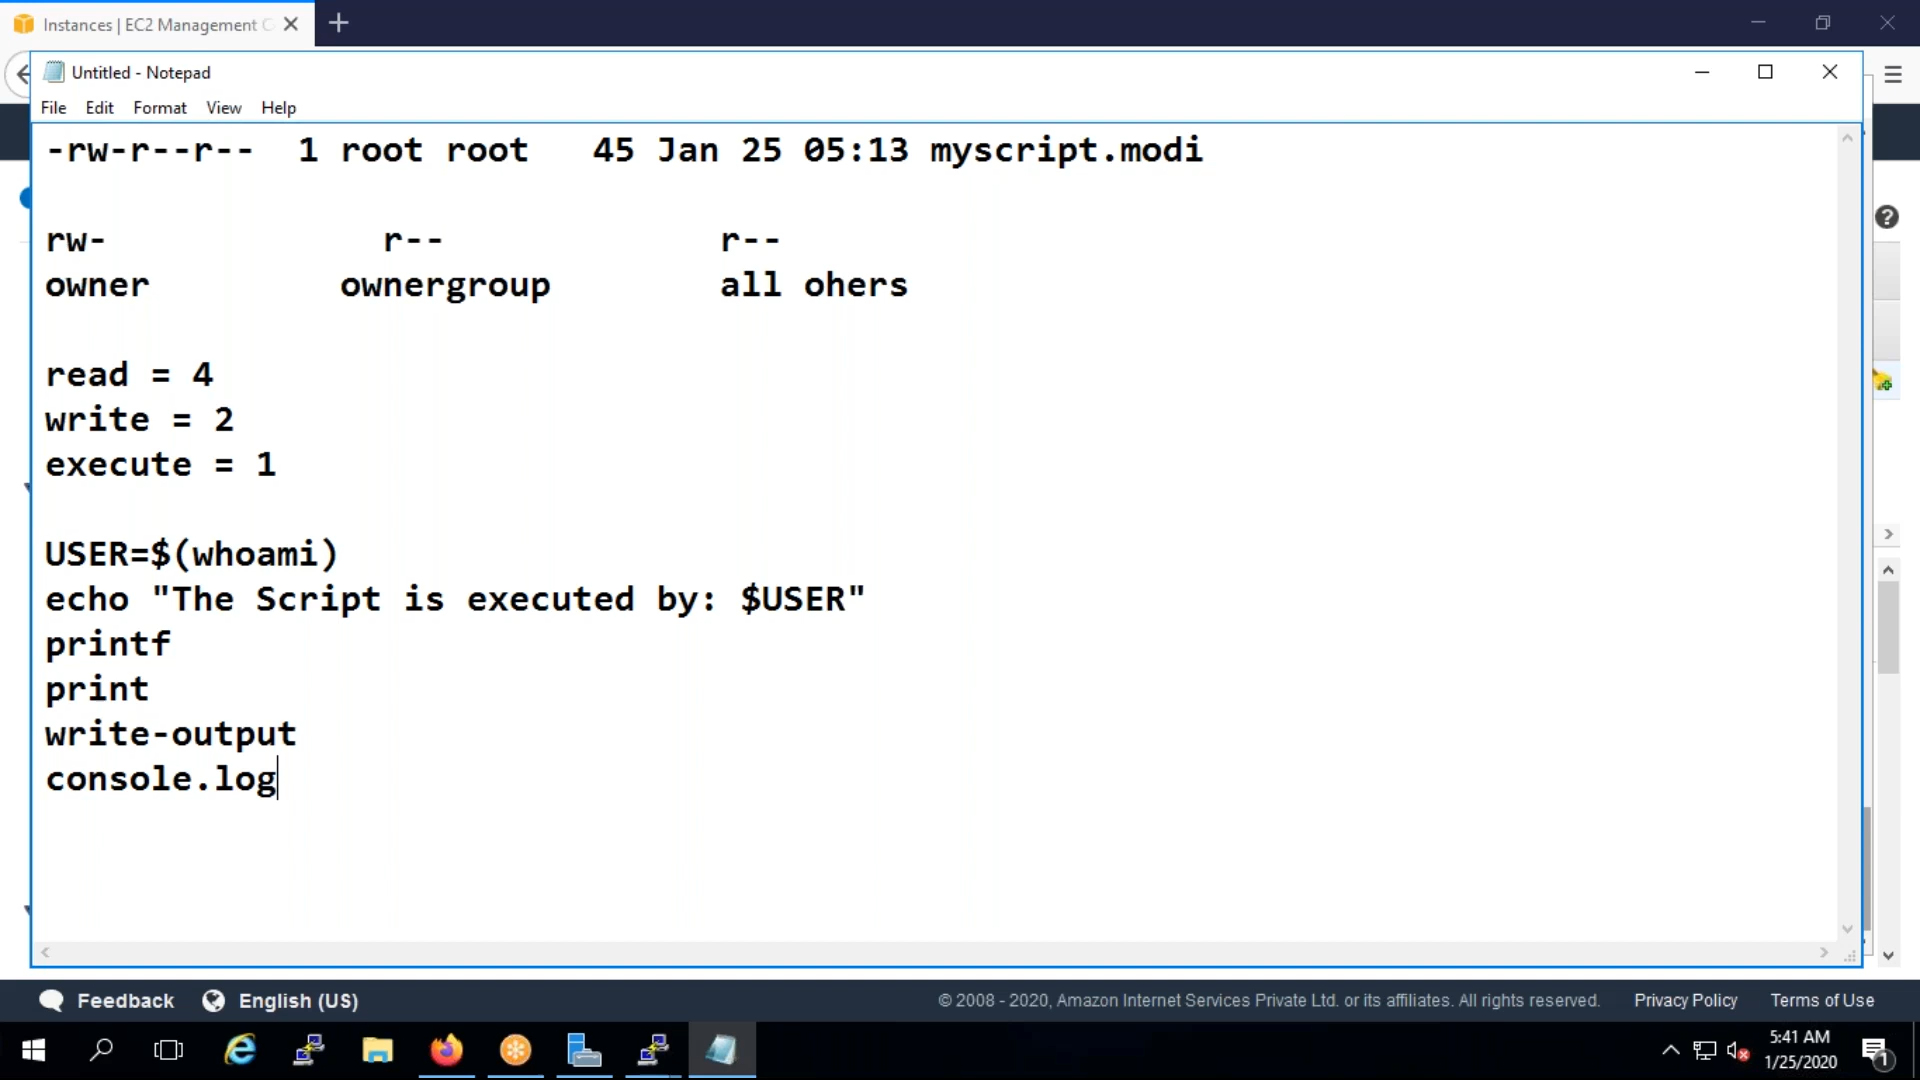 Instances | EC2 Management C
Untitled - Notepad
File Edit Format View Help
-rw-r--r-- 1 root root 45 Jan 25 05:13 myscript.modi
rw- r-- r--
owner ownergroup all ohers
read = 4
write = 2
execute = 1
USER=$(whoami)
echo "The Script is executed by: $USER"
printf
print
write-output
console.log
Feedback English (US) © 2008 - 2020, Amazon Internet Services Private Ltd. or its affiliates. All rights reserved. Privacy Policy Terms of Use
5:41 AM
1/25/2020
1